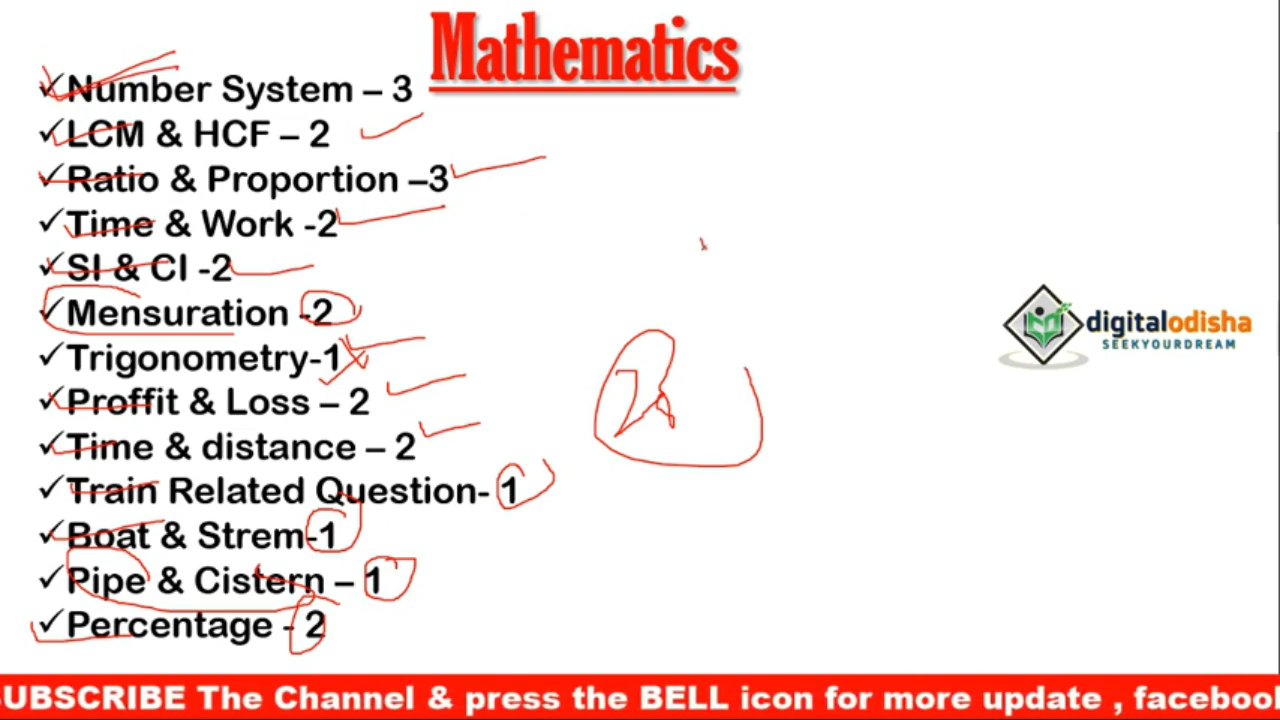 Mathematics
✓ Number System – 3
✓ LCM & HCF – 2
✓ Ratio & Proportion –3
✓ Time & Work -2
✓ SI & CI -2
✓ Mensuration -2
✓ Trigonometry-1
✓ Proffit & Loss – 2
✓ Time & distance – 2
✓ Train Related Question- 1
✓ Boat & Strem-1
✓ Pipe & Cistern – 1
✓ Percentage - 2
28
digitalodisha
SEEKYOURDREAM
SUBSCRIBE The Channel & press the BELL icon for more update , facebook